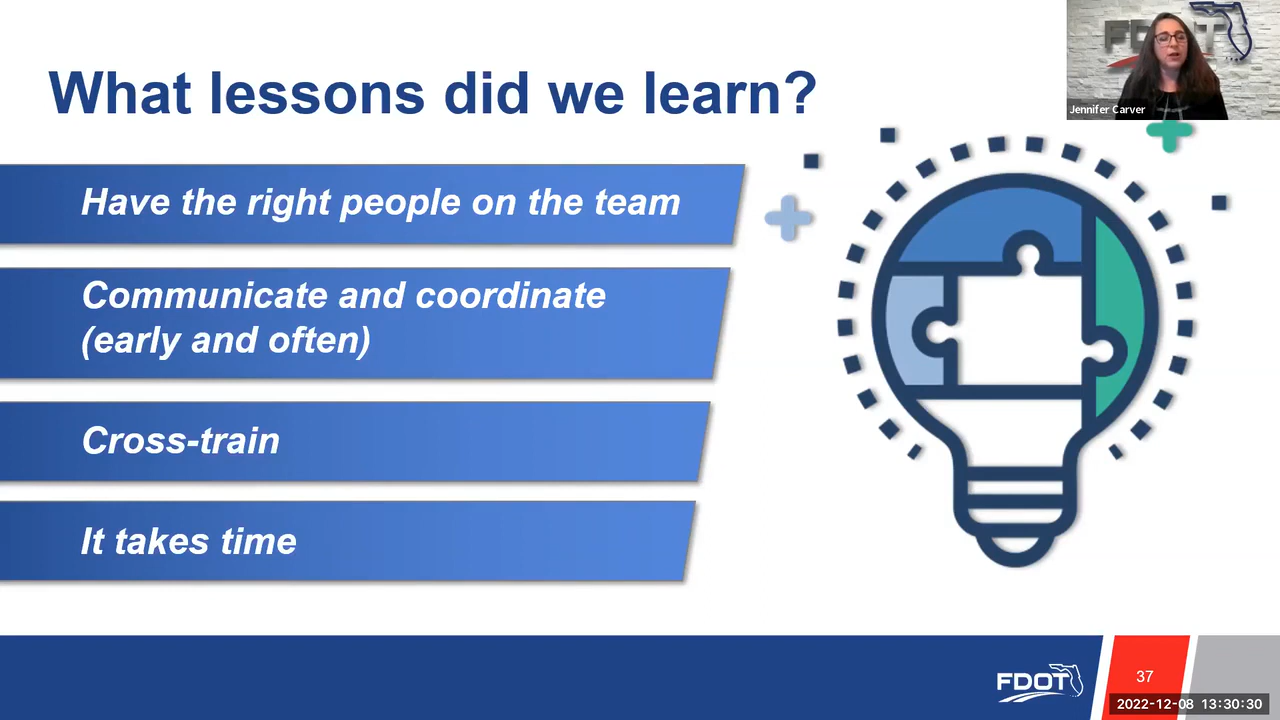 What lessons did we learn?
Have the right people on the team
Communicate and coordinate
(early and often)
Cross-train
It takes time
FDOT
Jennifer Carver
FDOT
37
2022-12-08 13:30:30